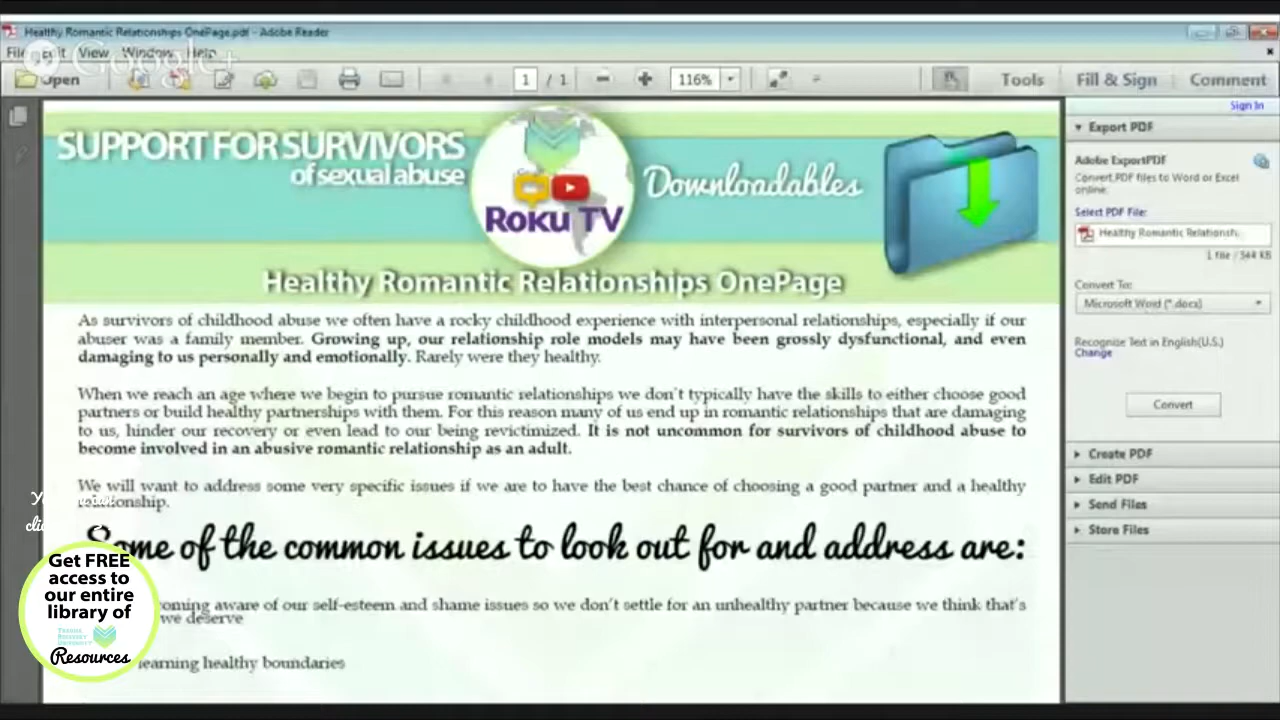 Healthy Romantic Relationships OnePage.pdf - Adobe Reader
File Edit View Window Help
Google+
Open
1 / 1
116%
Tools
Fill & Sign
Comment
Sign In
SUPPORT FOR SURVIVORS
of sexual abuse
Roku TV
Downloadables
Healthy Romantic Relationships OnePage
As survivors of childhood abuse we often have a rocky childhood experience with interpersonal relationships, especially if our
abuser was a family member. Growing up, our relationship role models may have been grossly dysfunctional, and even
damaging to us personally and emotionally. Rarely were they healthy.
When we reach an age where we begin to pursue romantic relationships we don't typically have the skills to either choose good
partners or build healthy partnerships with them. For this reason many of us end up in romantic relationships that are damaging
to us, hinder our recovery or even lead to our being revictimized. It is not uncommon for survivors of childhood abuse to
become involved in an abusive romantic relationship as an adult.
We will want to address some very specific issues if we are to have the best chance of choosing a good partner and a healthy
Some of the common issues to look out for and address are:
of our self-esteem and shame issues so we don't settle for an unhealthy partner because we think that's
we deserve
learning healthy boundaries
Get FREE
access to
our entire
library of
Resources
Export PDF
Adobe ExportPDF
Convert PDF files to Word or Excel
online.
Select PDF File:
Healthy Romantic Relationsh.
1 file / 344 KB
Convert To:
Microsoft Word (*.docx)
Recognize Text in English(U.S.)
Change
Convert
Create PDF
Edit PDF
Send Files
Store Files